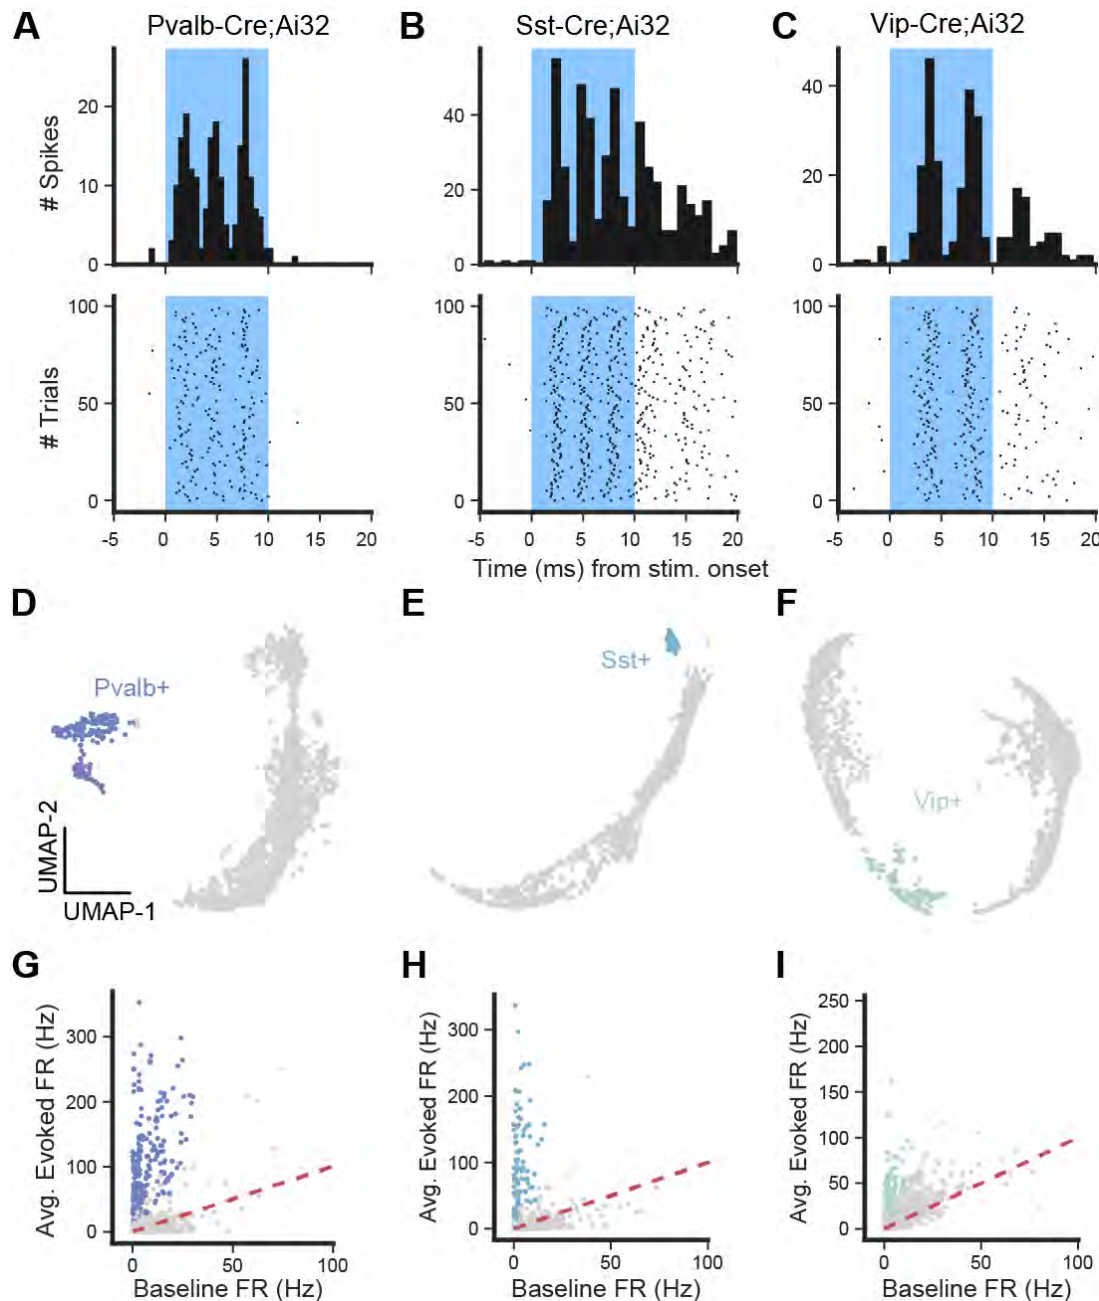 A Pvalb-Cre;Ai32
B Sst-Cre;Ai32
C Vip-Cre;Ai32
# Spikes
20
10
0
40
20
0
40
20
0
# Trials
100
50
0
100
50
0
100
50
0
-5 0 5 10 15 20
-5 0 5 10 15 20
-5 0 5 10 15 20
Time (ms) from stim. onset
D
Pvalb+
UMAP-2
UMAP-1
E
Sst+
F
Vip+
G
Avg. Evoked FR (Hz)
300
200
100
0
0 50 100
Baseline FR (Hz)
H
Avg. Evoked FR (Hz)
300
200
100
0
0 50 100
Baseline FR (Hz)
I
Avg. Evoked FR (Hz)
250
200
150
100
50
0
0 50 100
Baseline FR (Hz)